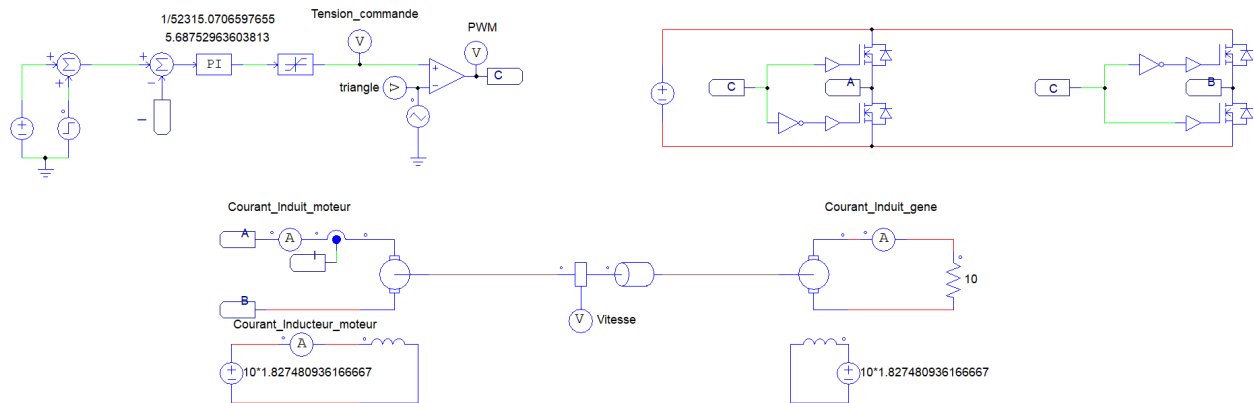 1/52315.0706597655
5.68752963603813
Tension_commande
V
PWM
V
PI
C
triangle
V
I
C
A
C
B
Courant_Induit_moteur
A
A
I
B
Courant_Inducteur_moteur
A
10*1.827480936166667
V
Vitesse
Courant_Induit_gene
A
10
10*1.827480936166667